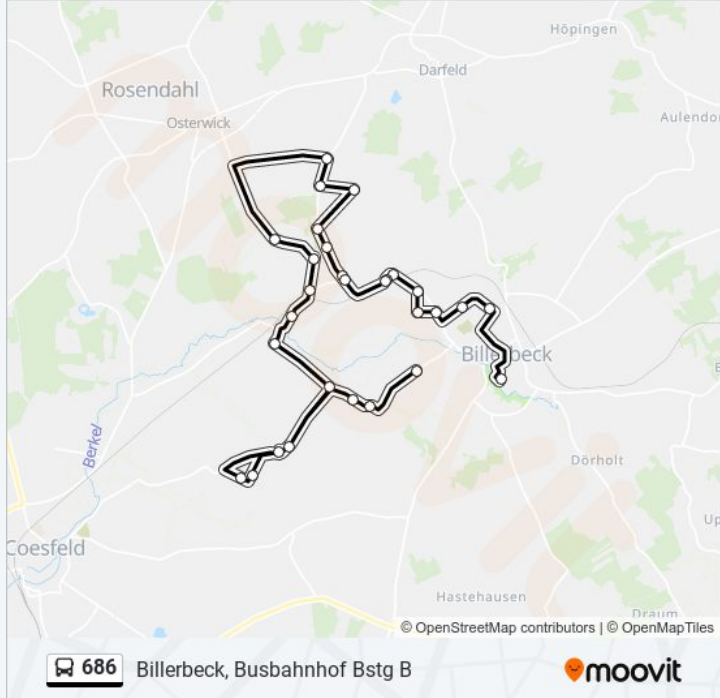 Höpingen
Darfeld
Rosendahl
Osterwick
Aulendor
Billerbeck
Berkel
Dörholt
Up
Coesfeld
Hastehausen
Draum
© OpenStreetMap contributors | © OpenMapTiles
686 Billerbeck, Busbahnhof Bstg B
moovit